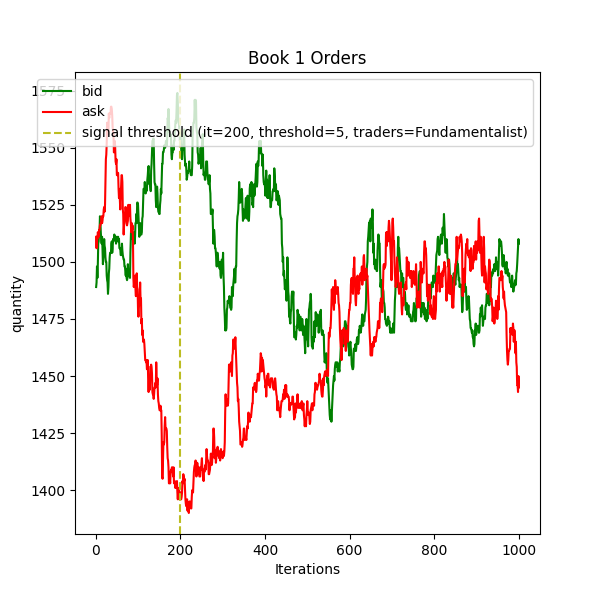 Book 1 Orders
1575
bid
ask
signal threshold (it=200, threshold=5, traders=Fundamentalist)
1550
1525
1500
1475
1450
1425
1400
quantity
0 200 400 600 800 1000
Iterations